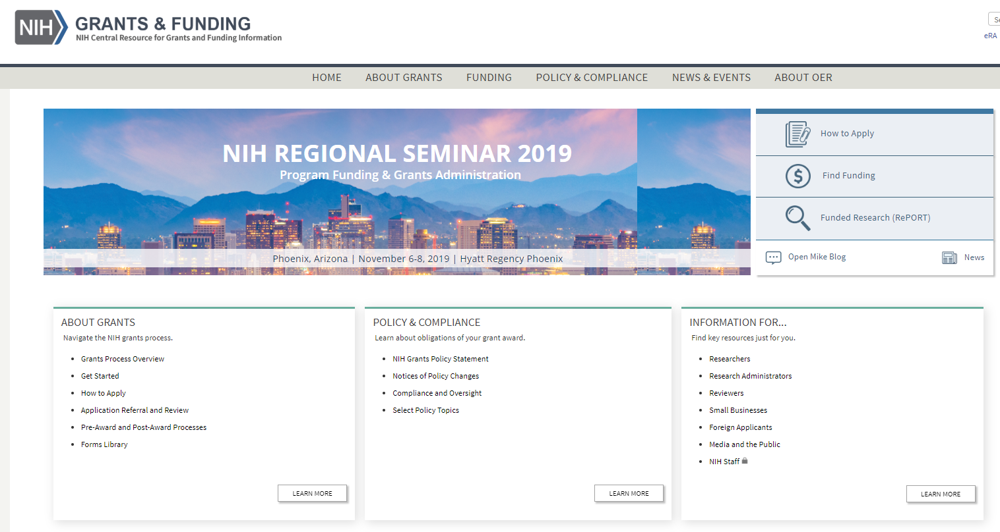 NIH
GRANTS & FUNDING
NIH Central Resource for Grants and Funding Information
eRA
HOME ABOUT GRANTS FUNDING POLICY & COMPLIANCE NEWS & EVENTS ABOUT OER
NIH REGIONAL SEMINAR 2019
Program Funding & Grants Administration
Phoenix, Arizona | November 6-8, 2019 | Hyatt Regency Phoenix
How to Apply
Find Funding
Funded Research (RePORT)
Open Mike Blog
News
ABOUT GRANTS
Navigate the NIH grants process.
Grants Process Overview
Get Started
How to Apply
Application Referral and Review
Pre-Award and Post-Award Processes
Forms Library
LEARN MORE
POLICY & COMPLIANCE
Learn about obligations of your grant award.
NIH Grants Policy Statement
Notices of Policy Changes
Compliance and Oversight
Select Policy Topics
LEARN MORE
INFORMATION FOR...
Find key resources just for you.
Researchers
Research Administrators
Reviewers
Small Businesses
Foreign Applicants
Media and the Public
NIH Staff
LEARN MORE